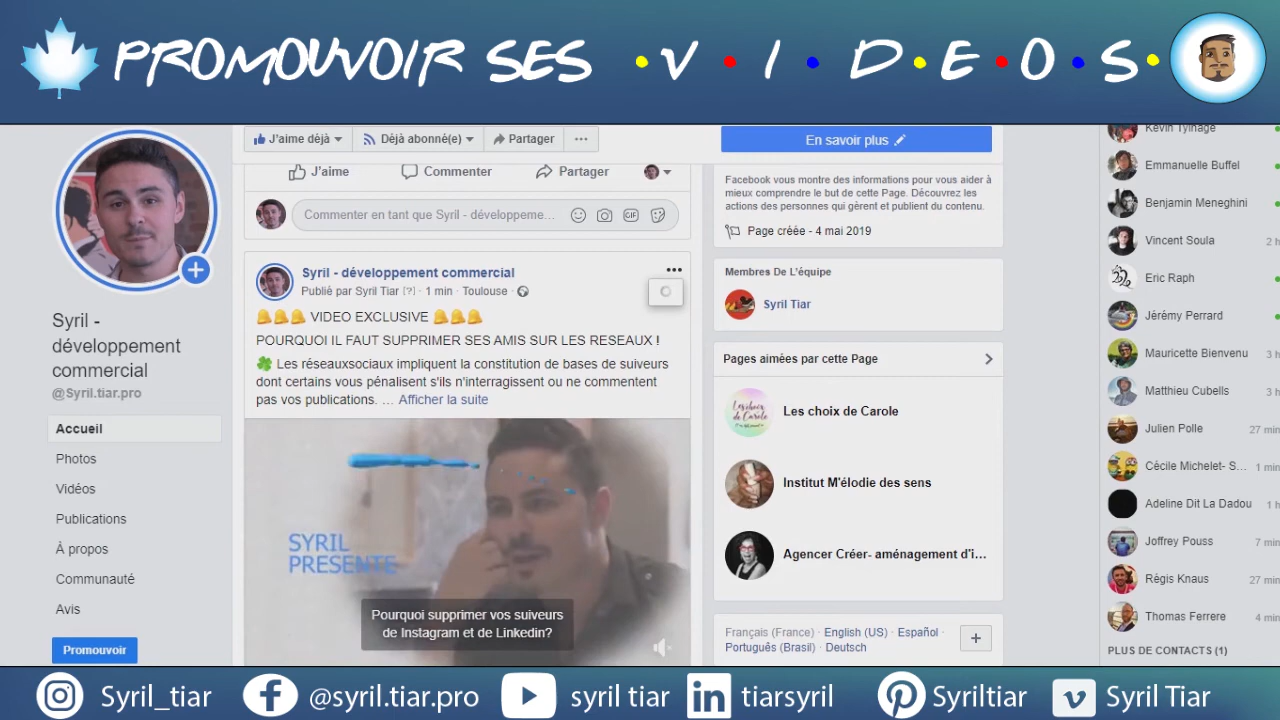 PROMOUVOIR SES V I D E O S
J'aime déjà
Déjà abonné(e)
Partager
...
En savoir plus
J'aime
Commenter
Partager
Commenter en tant que Syril - développeme...
GIF
Syril - développement commercial
Publié par Syril Tiar [?] · 1 min · Toulouse ·
VIDEO EXCLUSIVE
POURQUOI IL FAUT SUPPRIMER SES AMIS SUR LES RESEAUX !
Les réseauxsociaux impliquent la constitution de bases de suiveurs
dont certains vous pénalisent s'ils n'interragissent ou ne commentent
pas vos publications. ... Afficher la suite
SYRIL
PRESENTE
Pourquoi supprimer vos suiveurs
de Instagram et de Linkedin?
Syril -
développement
commercial
@Syril.tiar.pro
Accueil
Photos
Vidéos
Publications
À propos
Communauté
Avis
Promouvoir
Facebook vous montre des informations pour vous aider à
mieux comprendre le but de cette Page. Découvrez les
actions des personnes qui gèrent et publient du contenu.
Page créée - 4 mai 2019
Membres De L'équipe
Syril Tiar
Pages aimées par cette Page
Les choix de Carole
Les choix
de Carole
Institut M'élodie des sens
Agencer Créer- aménagement d'i...
Français (France) · English (US) · Español ·
Português (Brasil) · Deutsch
+
Kevin Tyinage
Emmanuelle Buffel
Benjamin Meneghini
Vincent Soula 2 h
Eric Raph
Jérémy Perrard
Mauricette Bienvenu 3 h
Matthieu Cubells 3 h
Julien Polle 27 min
Cécile Michelet- S... 1 min
Adeline Dit La Dadou 1 h
Joffrey Pouss 7 min
Régis Knaus 27 min
Thomas Ferrere 4 min
PLUS DE CONTACTS (1)
Syril_tiar
@syril.tiar.pro
syril tiar
in tiarsyril
Syriltiar
Syril Tiar